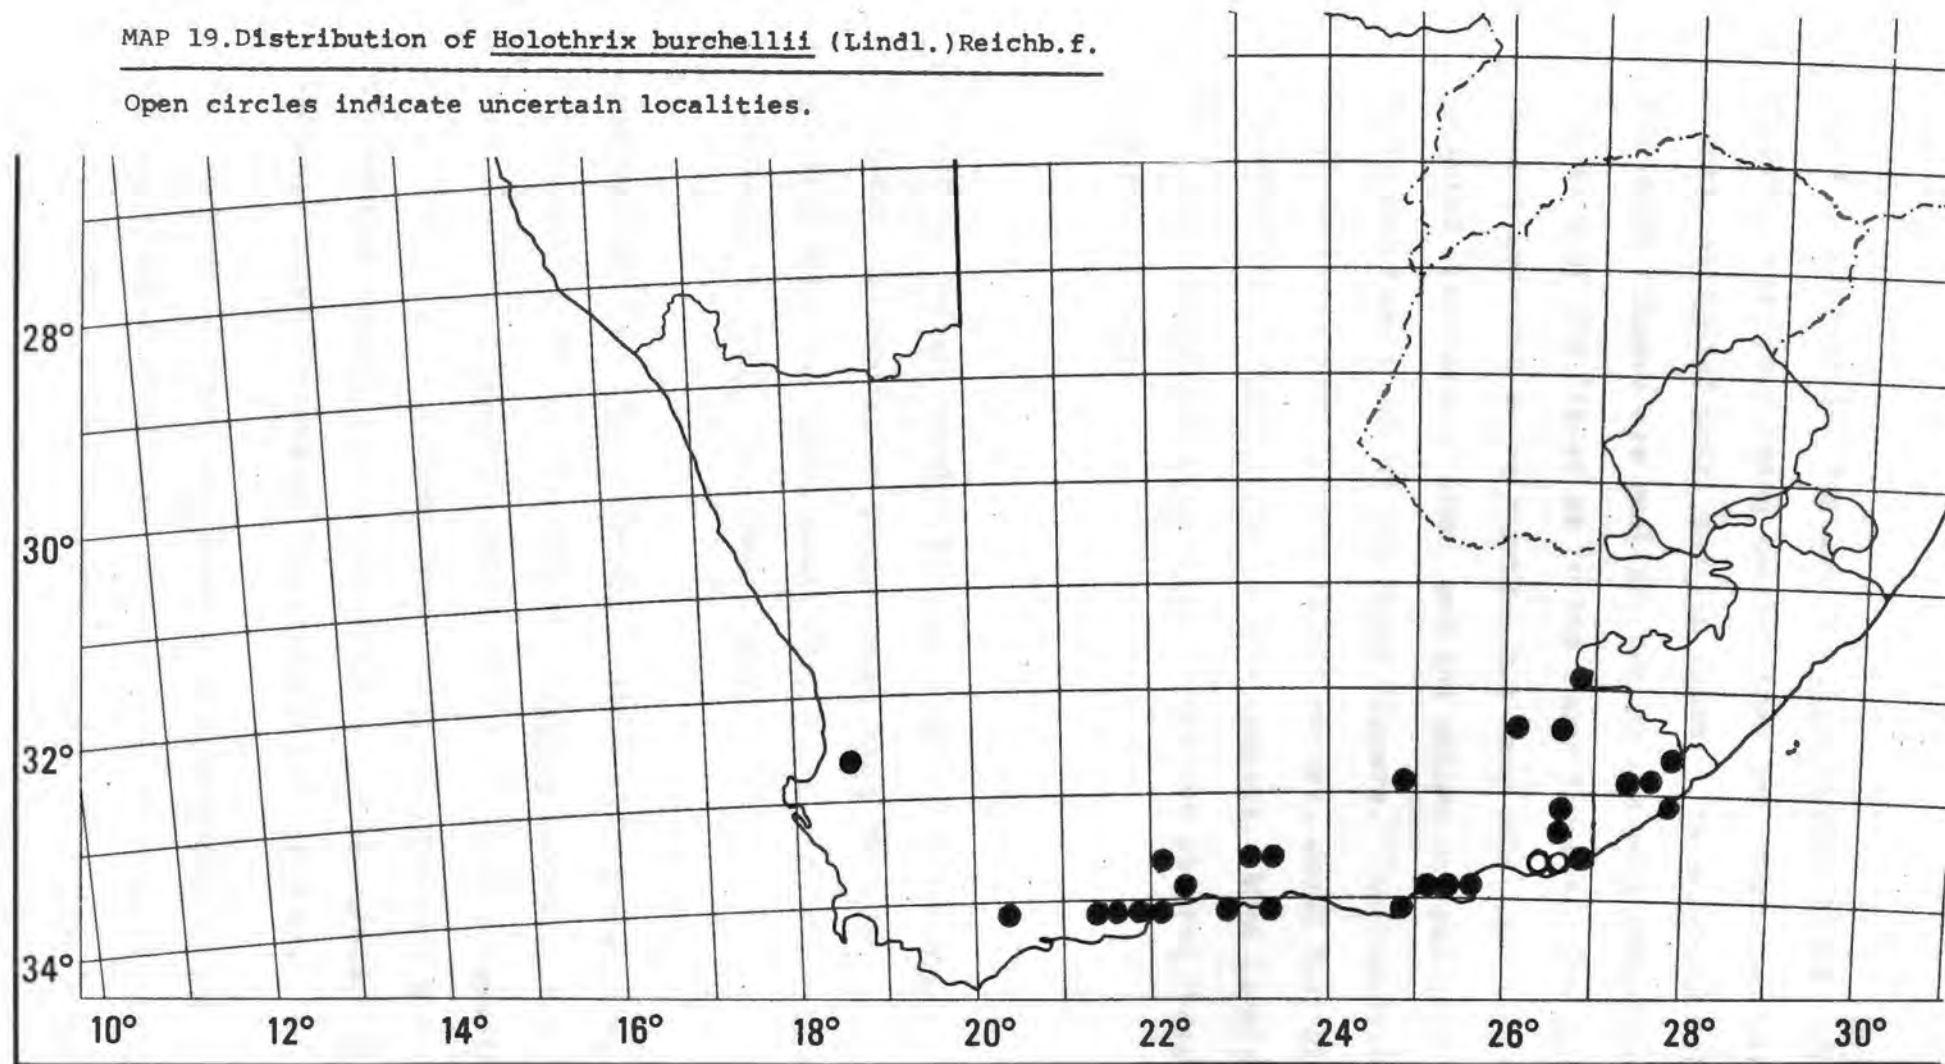 MAP 19.Distribution of Holothrix burchellii (Lindl.)Reichb.f.
Open circles indicate uncertain localities.
28°
30°
32°
34°
10° 12° 14° 16° 18° 20° 22° 24° 26° 28° 30°